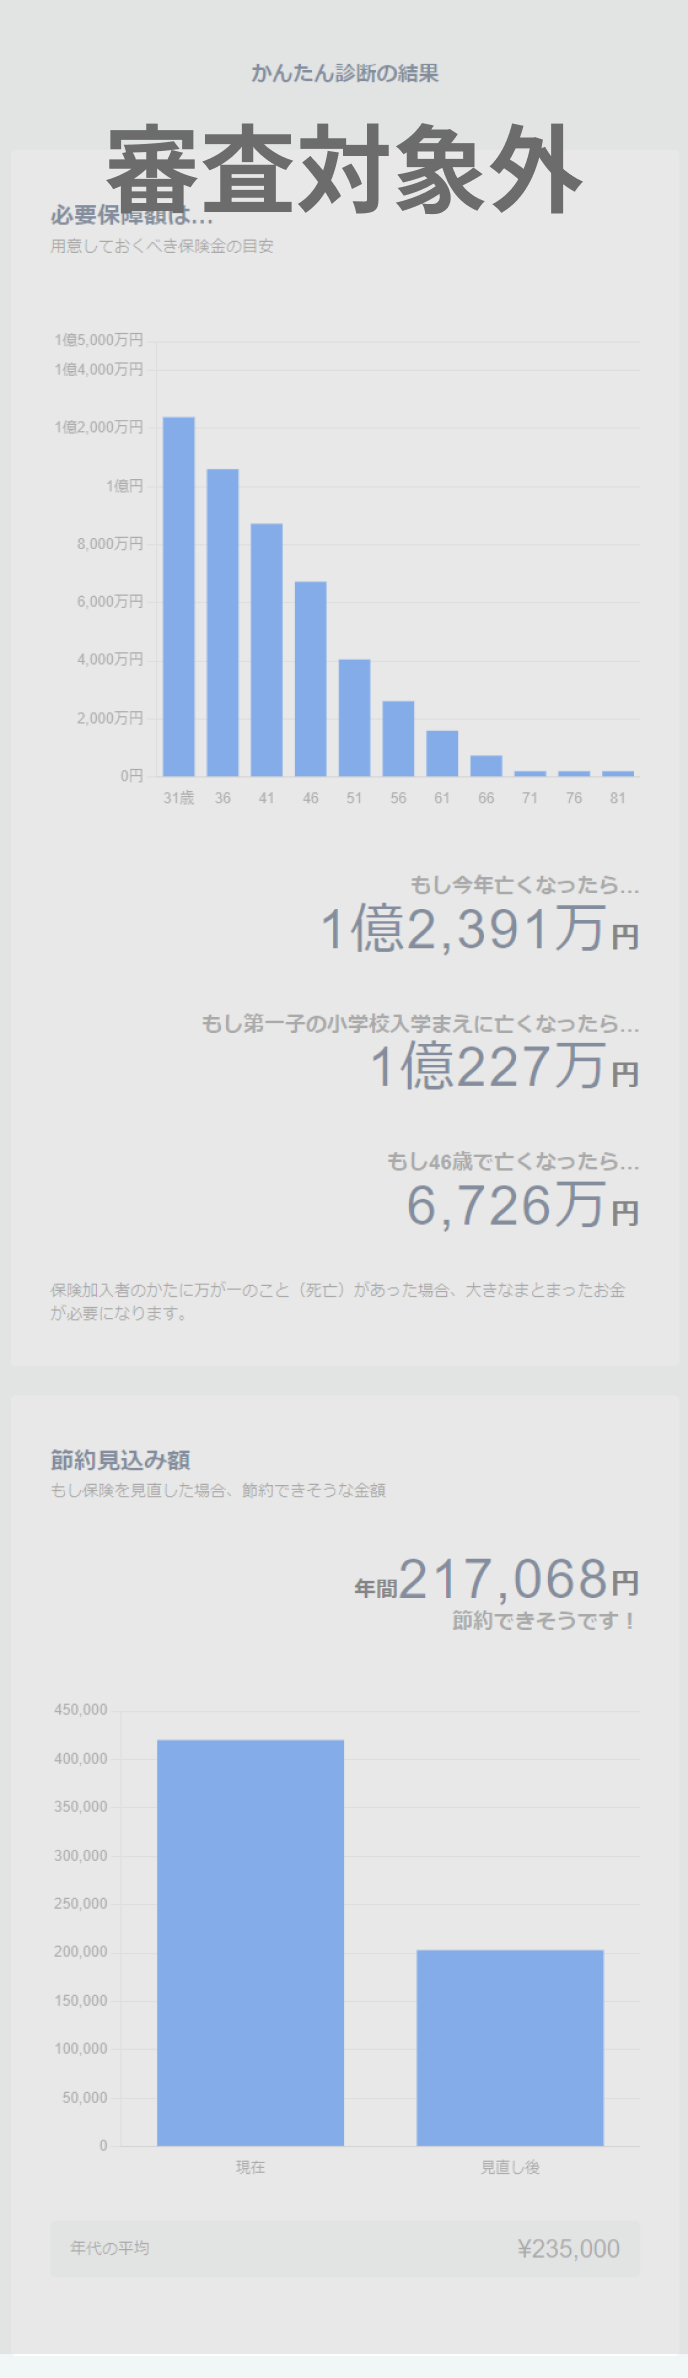 かんたん診断の結果
審査対象外
必要保障額は...
用意しておくべき保険金の目安
1億5,000万円
1億4,000万円
1億2,000万円
1億円
8,000万円
6,000万円
4,000万円
2,000万円
0円
31歳 36 41 46 51 56 61 66 71 76 81
もし今年亡くなったら...
1億2,391万円
もし第一子の小学校入学まえに亡くなったら...
1億227万円
もし46歳で亡くなったら...
6,726万円
保険加入者のかたに万が一のこと（死亡）があった場合、大きなまとまったお金
が必要になります。
節約見込み額
もし保険を見直した場合、節約できそうな金額
年間217,068円
節約できそうです！
450,000
400,000
350,000
300,000
250,000
200,000
150,000
100,000
50,000
0
現在 見直し後
年代の平均 ¥235,000